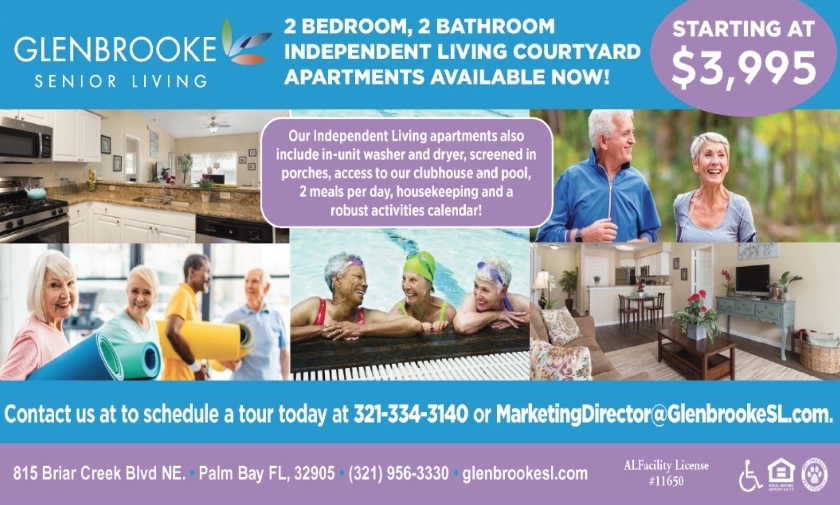 GLENBROOKE
SENIOR LIVING
2 BEDROOM, 2 BATHROOM
INDEPENDENT LIVING COURTYARD
APARTMENTS AVAILABLE NOW!
STARTING AT
$3,995
Our Independent Living apartments also
include in-unit washer and dryer, screened in
porches, access to our clubhouse and pool,
2 meals per day, housekeeping and a
robust activities calendar!
Contact us at to schedule a tour today at 321-334-3140 or MarketingDirector@GlenbrookeSL.com.
815 Briar Creek Blvd NE. • Palm Bay FL, 32905 • (321) 956-3330 • glenbrookesl.com
ALFacility License
#11650